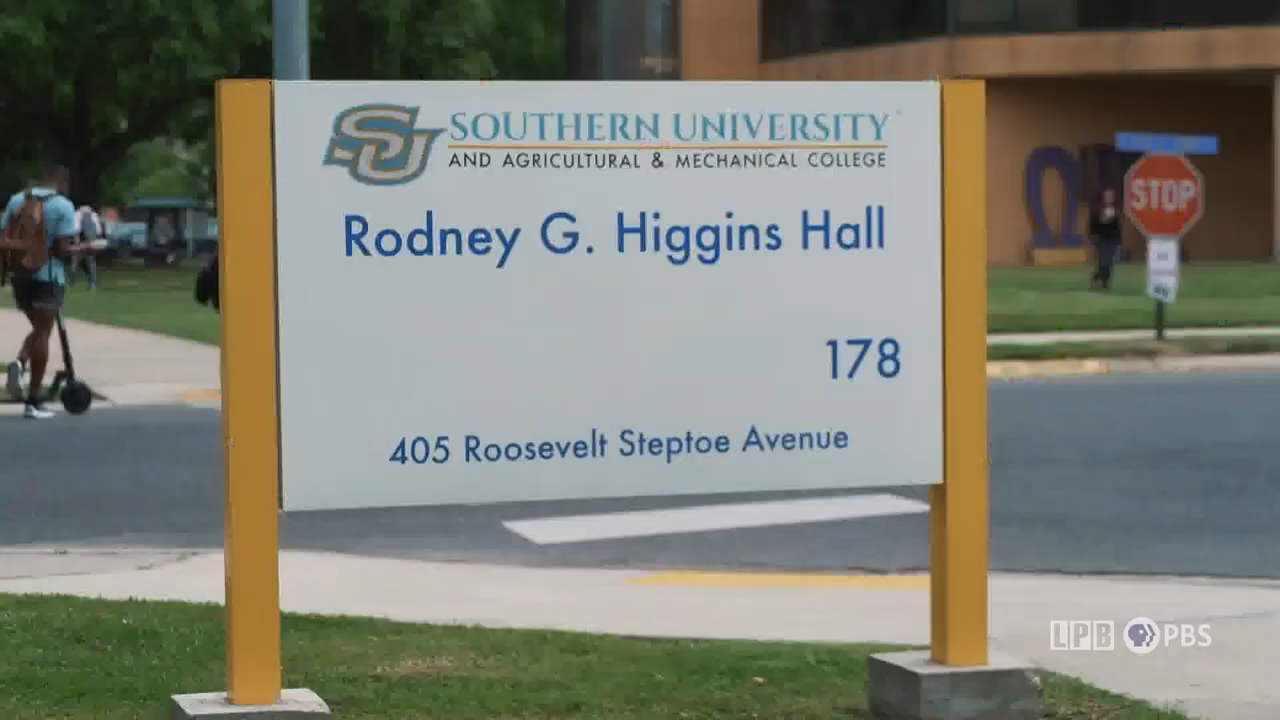 SU SOUTHERN UNIVERSITY
AND AGRICULTURAL & MECHANICAL COLLEGE
Rodney G. Higgins Hall
178
405 Roosevelt Steptoe Avenue
STOP
Ω
LPB PBS